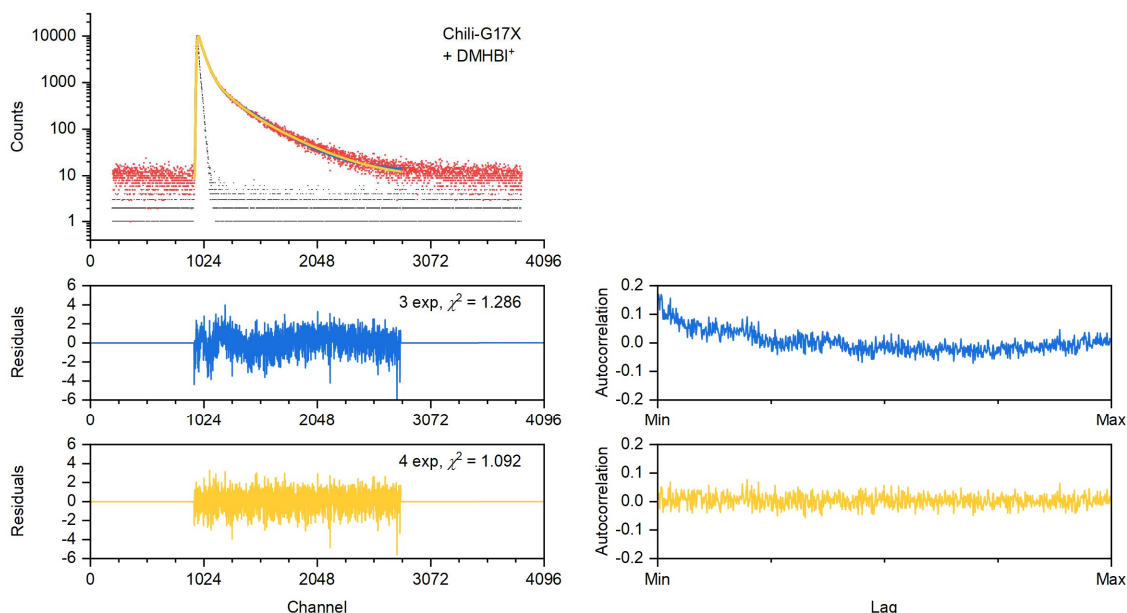 Chili-G17X
+ DMHBI⁺
Counts
10000
1000
100
10
1
0 1024 2048 3072 4096
Residuals
6
4
2
0
-2
-4
-6
3 exp, χ² = 1.286
0 1024 2048 3072 4096
Autocorrelation
0.2
0.1
0.0
-0.1
-0.2
Min Max
Residuals
6
4
2
0
-2
-4
-6
4 exp, χ² = 1.092
0 1024 2048 3072 4096
Channel
Autocorrelation
0.2
0.1
0.0
-0.1
-0.2
Min Max
Lag